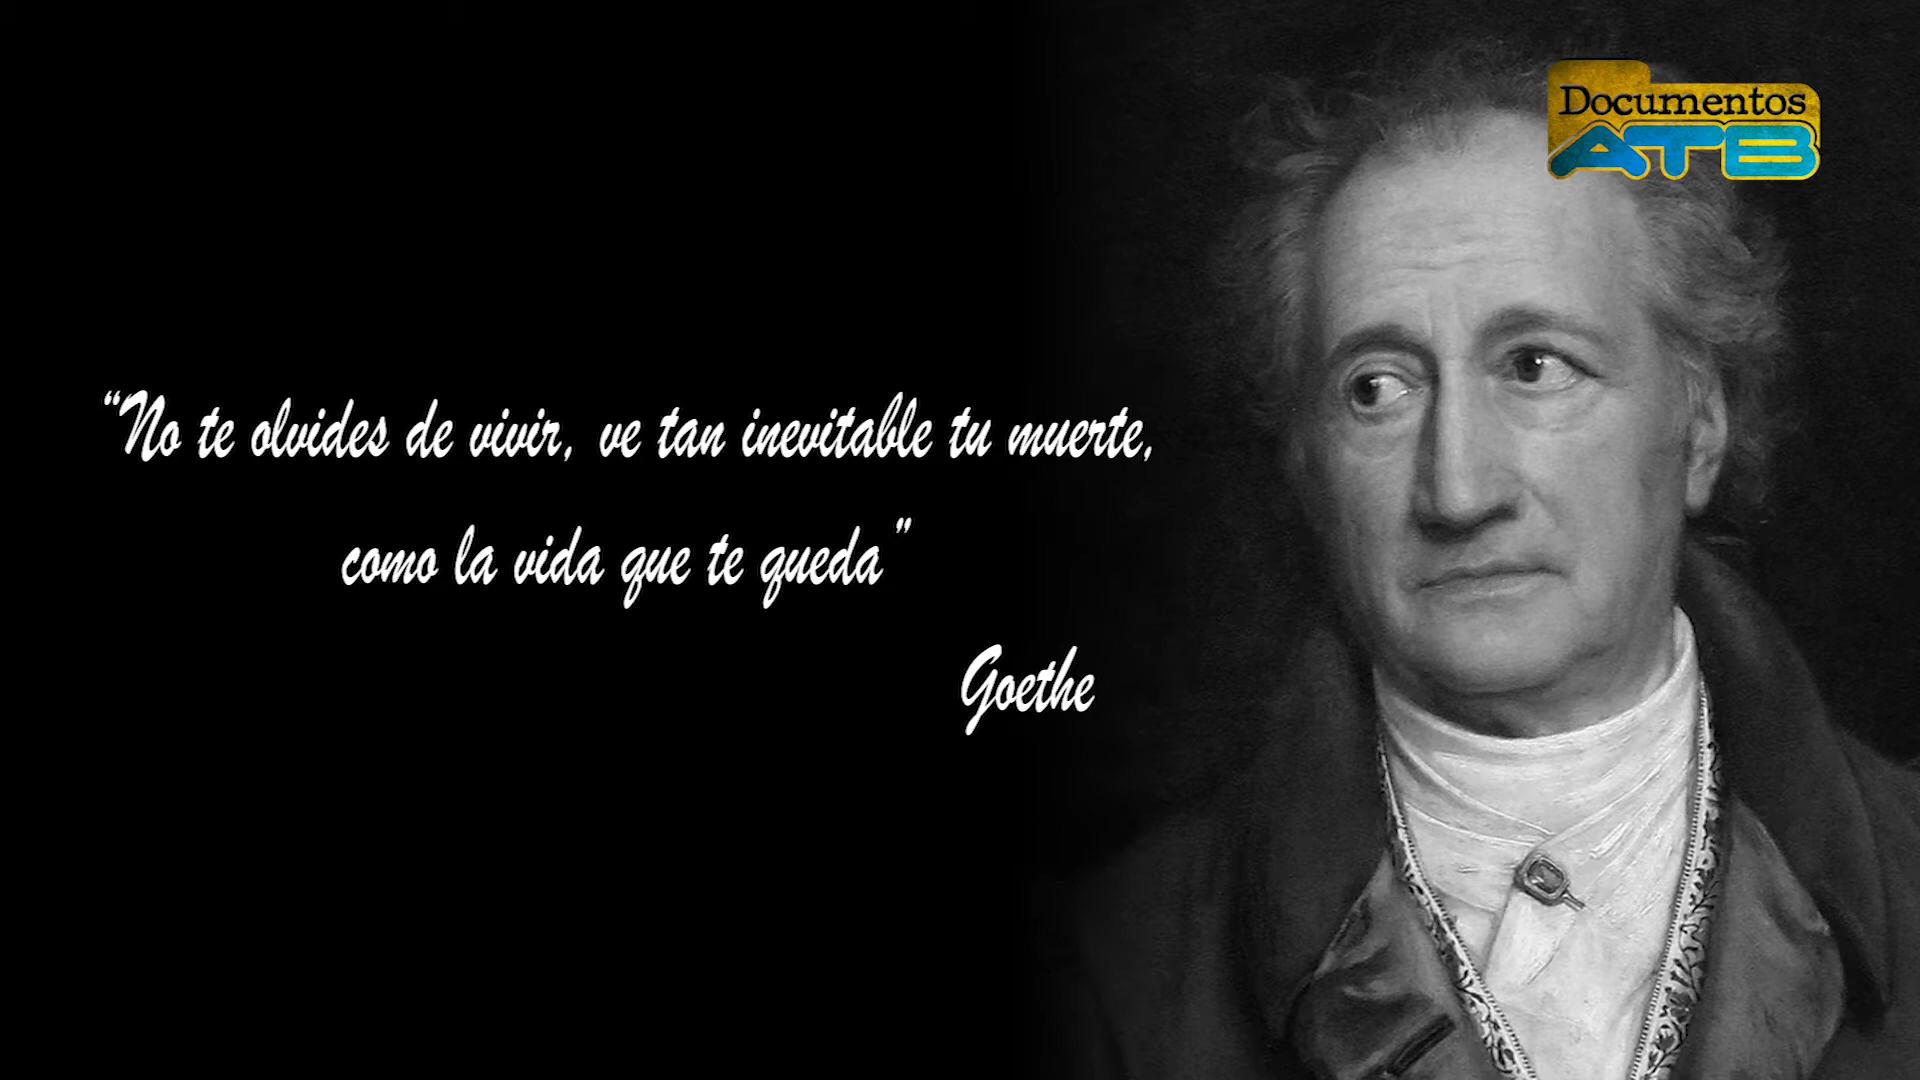 Documentos
ATB
“No te olvides de vivir, ve tan inevitable tu muerte,
como la vida que te queda”
Goethe